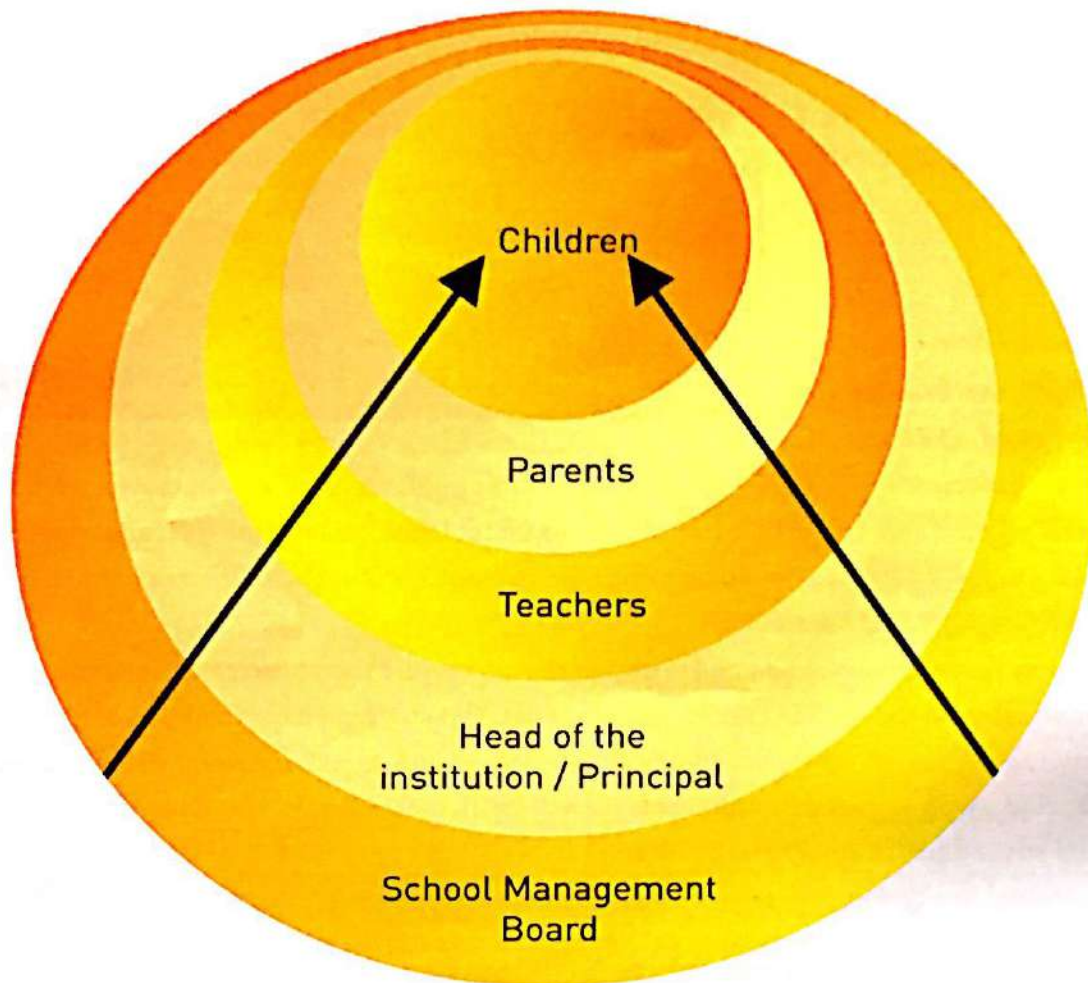 Children
Parents
Teachers
Head of the
institution / Principal
School Management
Board